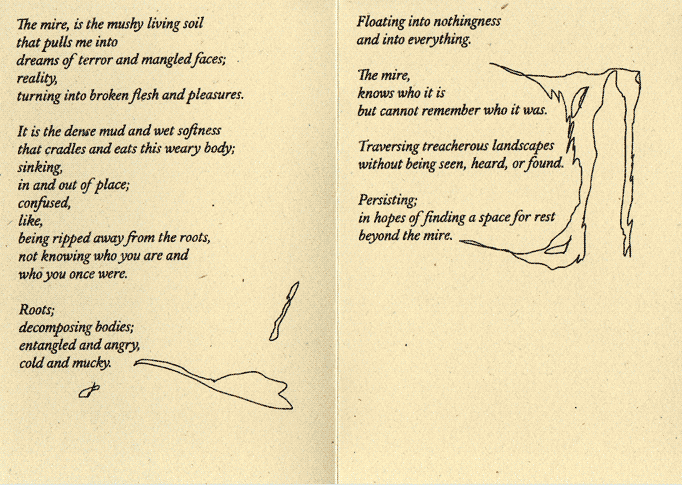 The mire, is the mushy living soil
that pulls me into
dreams of terror and mangled faces;
reality,
turning into broken flesh and pleasures.
It is the dense mud and wet softness
that cradles and eats this weary body;
sinking,
in and out of place;
confused,
like,
being ripped away from the roots,
not knowing who you are and
who you once were.
Roots;
decomposing bodies;
entangled and angry,
cold and mucky.
Floating into nothingness
and into everything.
The mire,
knows who it is
but cannot remember who it was.
Traversing treacherous landscapes
without being seen, heard, or found.
Persisting;
in hopes of finding a space for rest
beyond the mire.